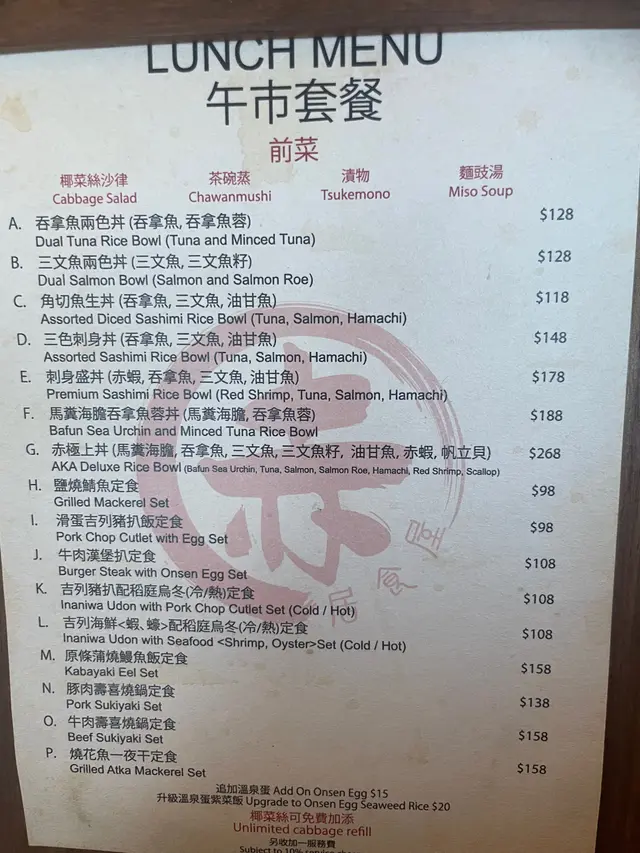 LUNCH MENU
午市套餐
前菜
椰菜絲沙律 茶碗蒸 漬物 麵豉湯
Cabbage Salad Chawanmushi Tsukemono Miso Soup
A. 吞拿魚兩色丼 (吞拿魚, 吞拿魚蓉) $128
Dual Tuna Rice Bowl (Tuna and Minced Tuna)
B. 三文魚兩色丼 (三文魚, 三文魚籽) $128
Dual Salmon Bowl (Salmon and Salmon Roe)
C. 角切魚生丼 (吞拿魚, 三文魚, 油甘魚) $118
Assorted Diced Sashimi Rice Bowl (Tuna, Salmon, Hamachi)
D. 三色刺身丼 (吞拿魚, 三文魚, 油甘魚) $148
Assorted Sashimi Rice Bowl (Tuna, Salmon, Hamachi)
E. 刺身盛丼 (赤蝦, 吞拿魚, 三文魚, 油甘魚) $178
Premium Sashimi Rice Bowl (Red Shrimp, Tuna, Salmon, Hamachi)
F. 馬糞海膽吞拿魚蓉丼 (馬糞海膽, 吞拿魚蓉) $188
Bafun Sea Urchin and Minced Tuna Rice Bowl
G. 赤極上丼 (馬糞海膽, 吞拿魚, 三文魚, 三文魚籽, 油甘魚, 赤蝦, 帆立貝) $268
AKA Deluxe Rice Bowl (Bafun Sea Urchin, Tuna, Salmon, Salmon Roe, Hamachi, Red Shrimp, Scallop)
H. 鹽燒鯖魚定食 $98
Grilled Mackerel Set
I. 滑蛋吉列豬扒飯定食 $98
Pork Chop Cutlet with Egg Set
J. 牛肉漢堡扒定食 $108
Burger Steak with Onsen Egg Set
K. 吉列豬扒配稻庭烏冬(冷/熱)定食 $108
Inaniwa Udon with Pork Chop Cutlet Set (Cold / Hot)
L. 吉列海鮮<蝦、蠔>配稻庭烏冬(冷/熱)定食 $108
Inaniwa Udon with Seafood <Shrimp, Oyster>Set (Cold / Hot)
M. 原條蒲燒鰻魚飯定食 $158
Kabayaki Eel Set
N. 豚肉壽喜燒鍋定食 $138
Pork Sukiyaki Set
O. 牛肉壽喜燒鍋定食 $158
Beef Sukiyaki Set
P. 燒花魚一夜干定食 $158
Grilled Atka Mackerel Set
追加溫泉蛋 Add On Onsen Egg $15
升級溫泉蛋紫菜飯 Upgrade to Onsen Egg Seaweed Rice $20
椰菜絲可免費加添
Unlimited cabbage refill
另收加一服務費
Subject to 10% service
赤
居